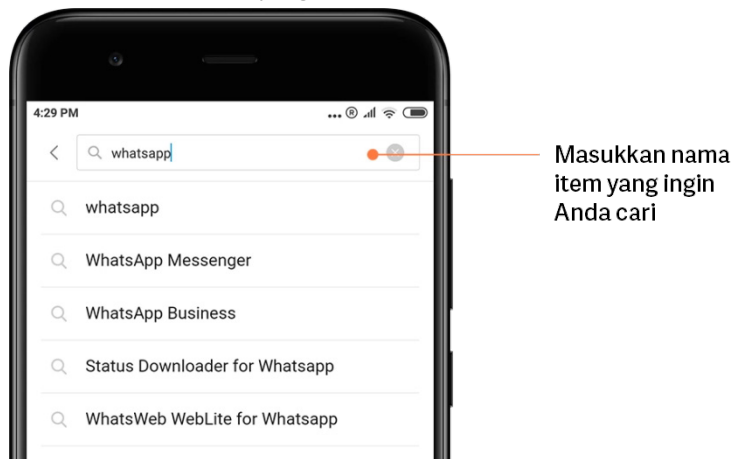 4:29 PM
whatsapp
Masukkan nama
item yang ingin
Anda cari
whatsapp
WhatsApp Messenger
WhatsApp Business
Status Downloader for Whatsapp
WhatsWeb WebLite for Whatsapp